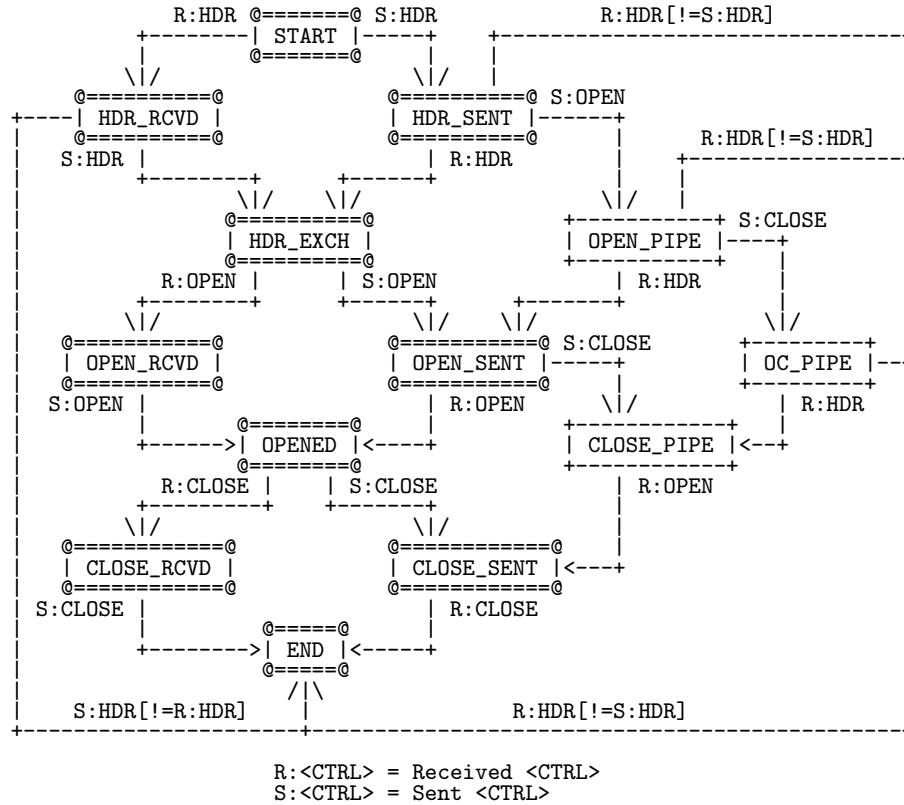 R:HDR S:HDR R:HDR[!=S:HDR]
START
HDR_RCVD HDR_SENT S:OPEN
R:HDR[!=S:HDR]
S:HDR R:HDR
HDR_EXCH OPEN_PIPE S:CLOSE
R:OPEN S:OPEN R:HDR
OPEN_RCVD OPEN_SENT S:CLOSE OC_PIPE
S:OPEN R:OPEN R:HDR
OPENED CLOSE_PIPE
R:CLOSE S:CLOSE R:OPEN
CLOSE_RCVD CLOSE_SENT
S:CLOSE R:CLOSE
END
S:HDR[!=R:HDR] R:HDR[!=S:HDR]
R:<CTRL> = Received <CTRL>
S:<CTRL> = Sent <CTRL>